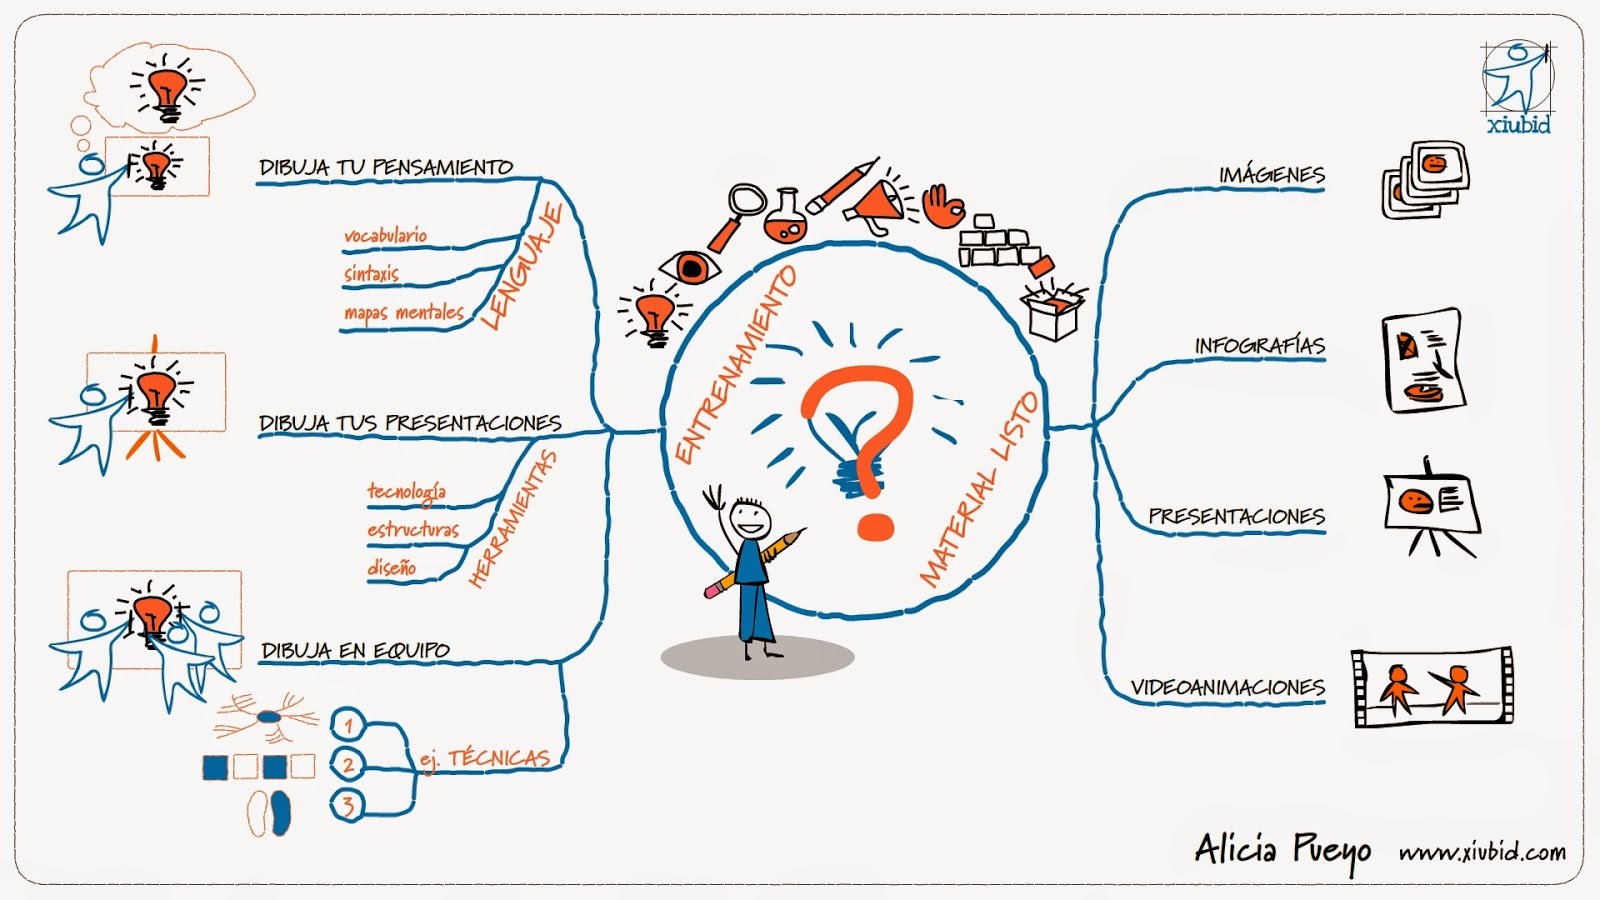 DIBUJA TU PENSAMIENTO
vocabulario
sintaxis
mapas mentales
LENGUAJE
DIBUJA TUS PRESENTACIONES
tecnología
estructuras
diseño
HERRAMIENTAS
DIBUJA EN EQUIPO
1
2
3
ej. TÉCNICAS
ENTRENAMIENTO
?
MATERIAL LISTO
xiubid
IMÁGENES
INFOGRAFÍAS
PRESENTACIONES
VIDEOANIMACIONES
Alicia Pueyo www.xiubid.com